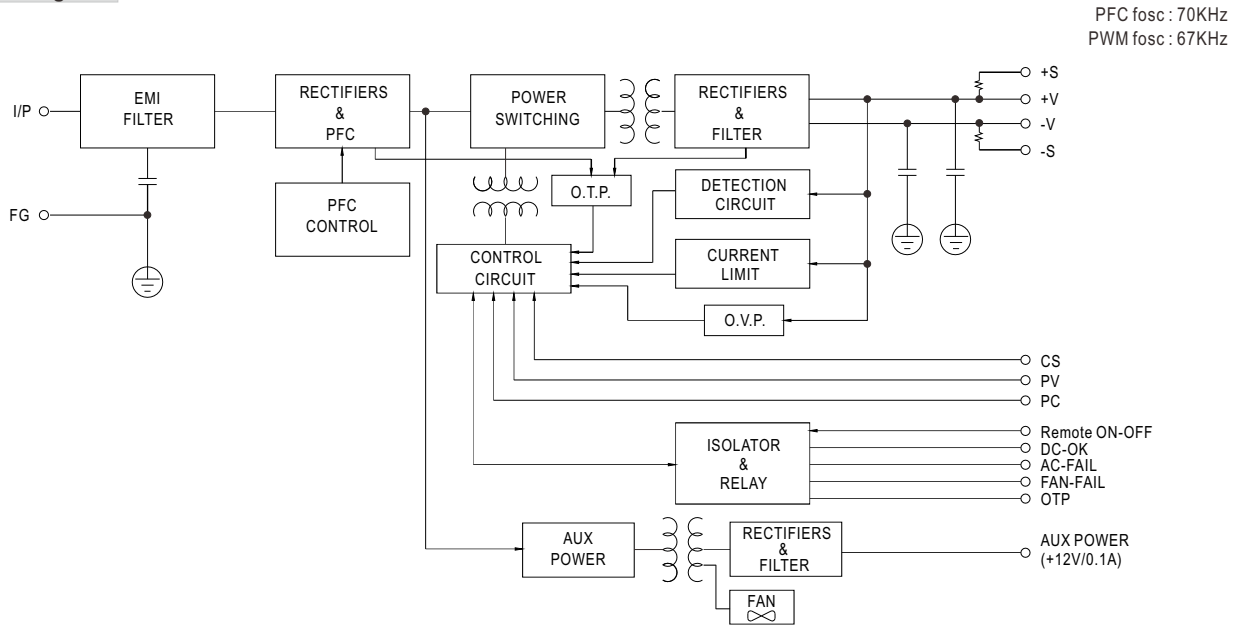 PFC fosc : 70KHz
PWM fosc : 67KHz
I/P
EMI
FILTER
RECTIFIERS
&
PFC
POWER
SWITCHING
RECTIFIERS
&
FILTER
+S
+V
-V
-S
FG
PFC
CONTROL
O.T.P.
DETECTION
CIRCUIT
CONTROL
CIRCUIT
CURRENT
LIMIT
O.V.P.
CS
PV
PC
ISOLATOR
&
RELAY
Remote ON-OFF
DC-OK
AC-FAIL
FAN-FAIL
OTP
AUX
POWER
RECTIFIERS
&
FILTER
AUX POWER
(+12V/0.1A)
FAN